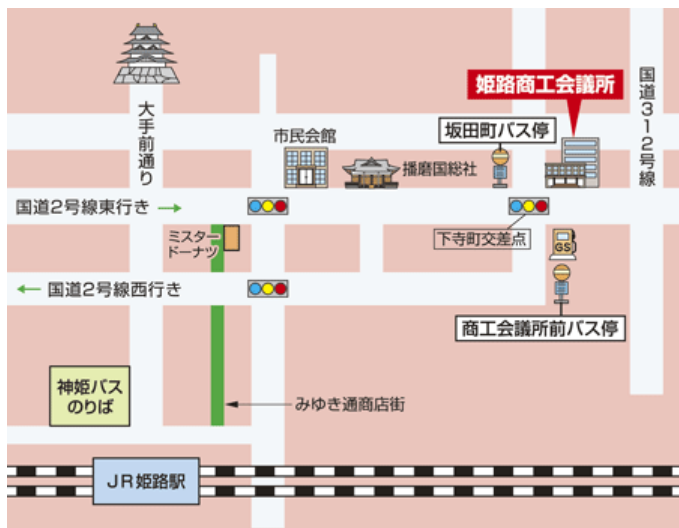 姫路商工会議所
国道312号線
大手前通り
坂田町バス停
市民会館
播磨国総社
国道2号線東行き →
下寺町交差点
ミスター
ドーナツ
GS
← 国道2号線西行き
商工会議所前バス停
神姫バス
のりば
みゆき通商店街
JR姫路駅